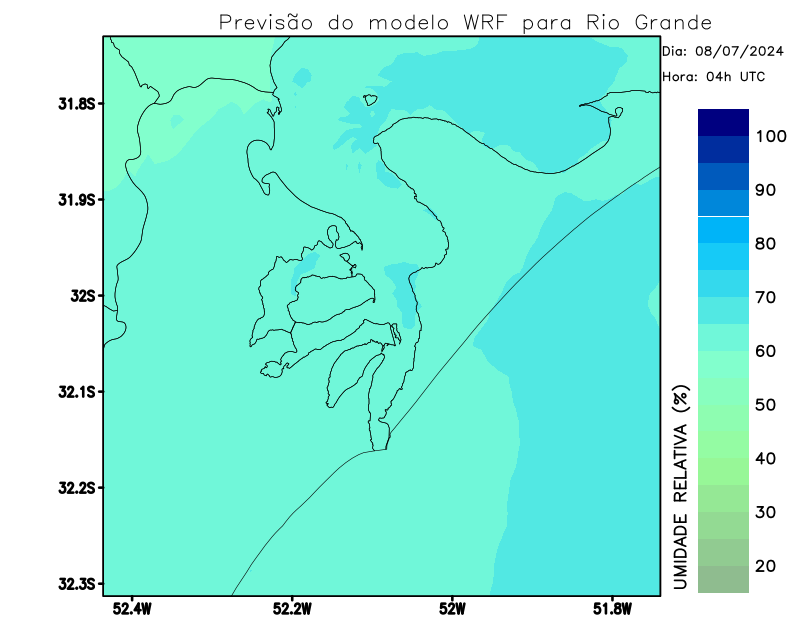 Previsão do modelo WRF para Rio Grande
Dia: 08/07/2024
Hora: 04h UTC
31.8S
31.9S
32S
32.1S
32.2S
32.3S
52.4W
52.2W
52W
51.8W
UMIDADE RELATIVA (%)
100
90
80
70
60
50
40
30
20